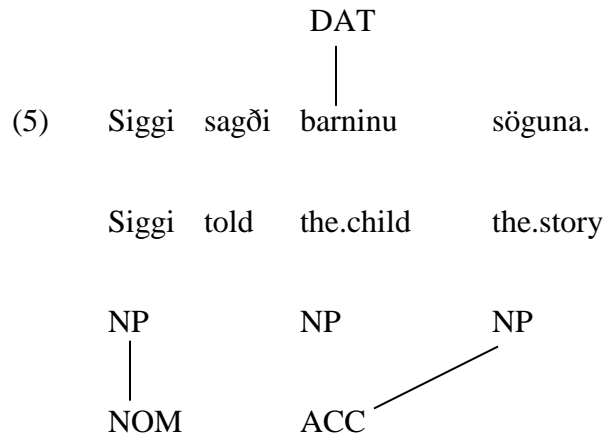 DAT
(5) Siggi sagði barninu söguna.
Siggi told the.child the.story
NP NP NP
NOM ACC